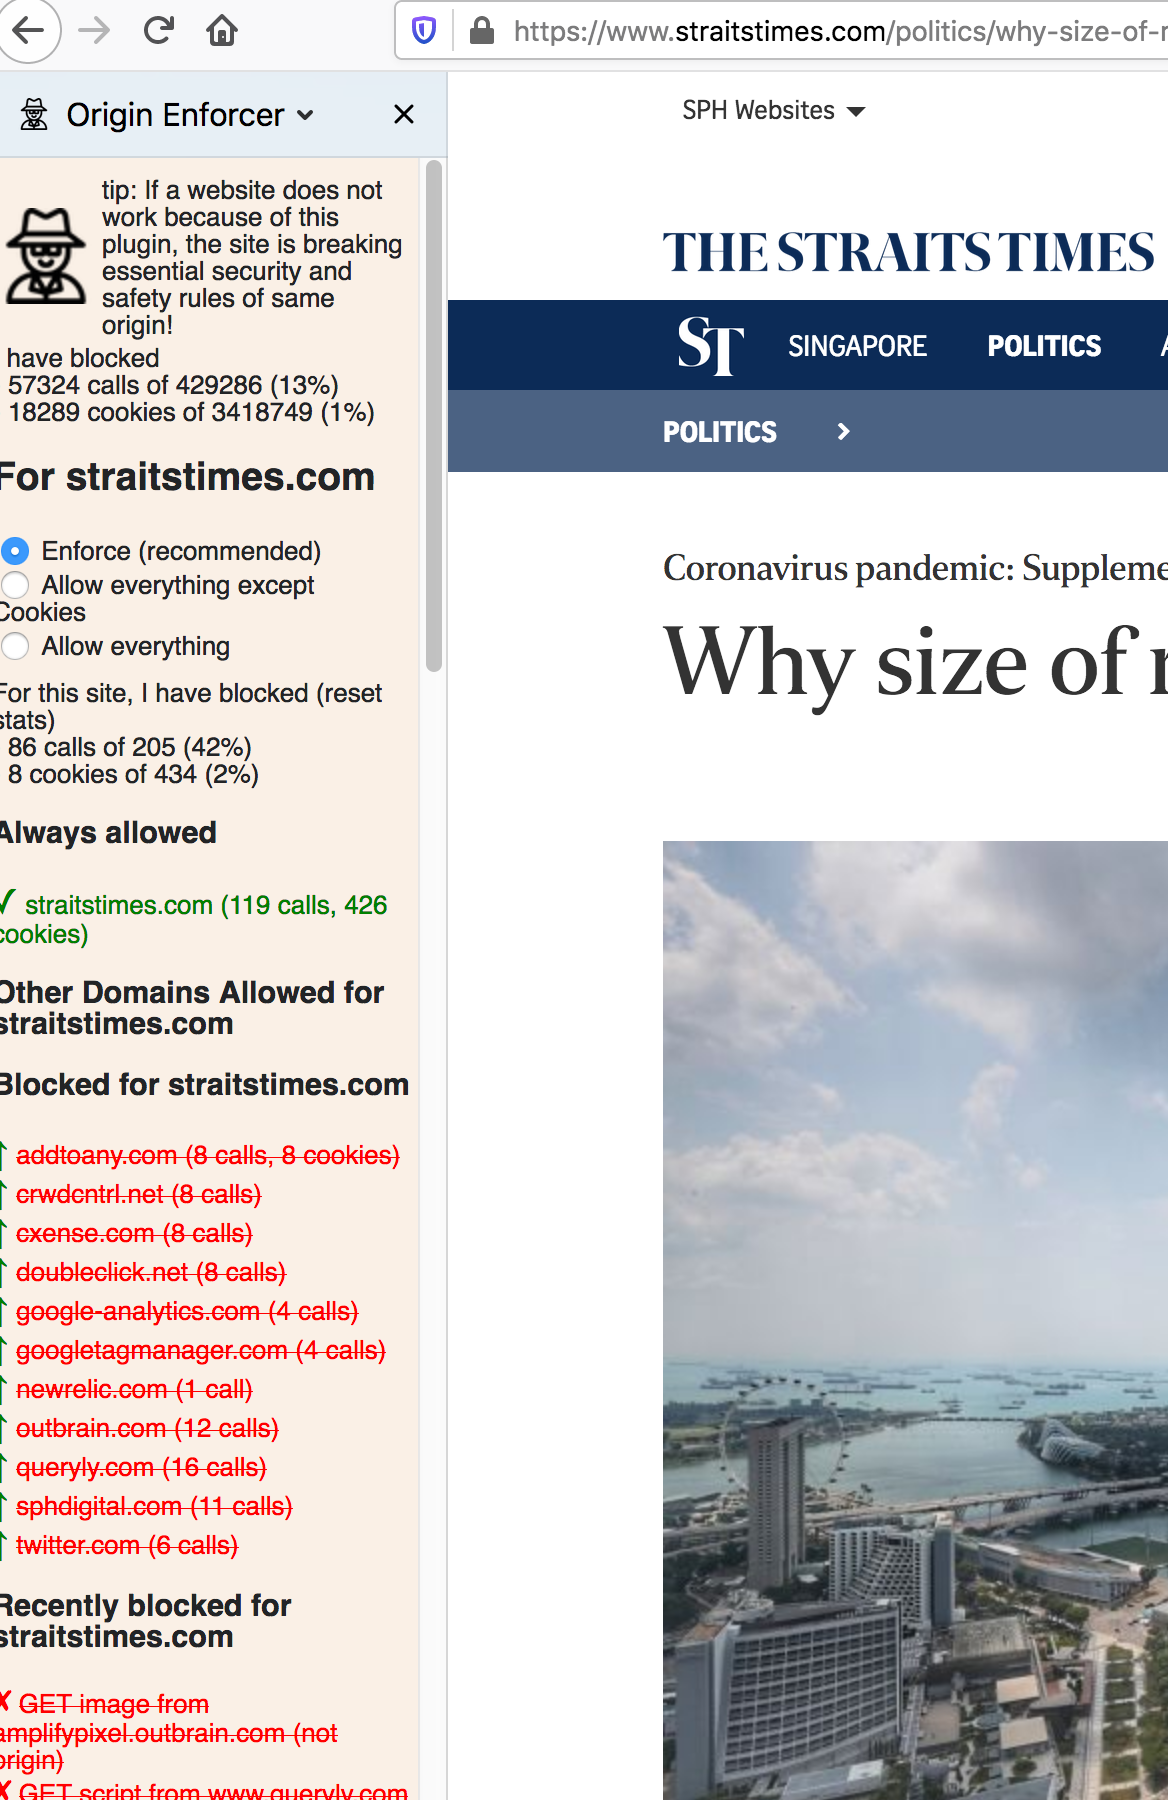 https://www.straitstimes.com/politics/why-size-of-r
Origin Enforcer
SPH Websites
tip: If a website does not
work because of this
plugin, the site is breaking
essential security and
safety rules of same
origin!
have blocked
57324 calls of 429286 (13%)
18289 cookies of 3418749 (1%)
For straitstimes.com
Enforce (recommended)
Allow everything except
Cookies
Allow everything
For this site, I have blocked (reset
stats)
86 calls of 205 (42%)
8 cookies of 434 (2%)
Always allowed
✓ straitstimes.com (119 calls, 426
cookies)
Other Domains Allowed for
straitstimes.com
Blocked for straitstimes.com
↑ addtoany.com (8 calls, 8 cookies)
↑ crwdcntrl.net (8 calls)
↑ cxense.com (8 calls)
↑ doubleclick.net (8 calls)
↑ google-analytics.com (4 calls)
↑ googletagmanager.com (4 calls)
↑ newrelic.com (1 call)
↑ outbrain.com (12 calls)
↑ queryly.com (16 calls)
↑ sphdigital.com (11 calls)
↑ twitter.com (6 calls)
Recently blocked for
straitstimes.com
✗ GET image from
amplifypixel.outbrain.com (not
origin)
✗ GET script from www.queryly.com
THE STRAITS TIMES
ST SINGAPORE POLITICS A
POLITICS >
Coronavirus pandemic: Suppleme
Why size of r